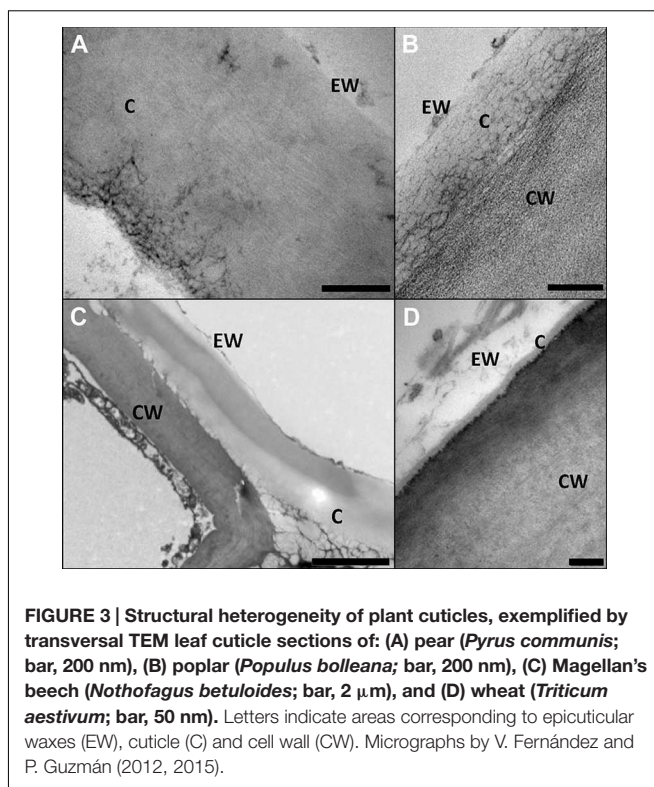 A
EW
C
B
EW
C
CW
C
EW
CW
C
D
EW
C
CW
FIGURE 3 | Structural heterogeneity of plant cuticles, exemplified by
transversal TEM leaf cuticle sections of: (A) pear (Pyrus communis;
bar, 200 nm), (B) poplar (Populus bolleana; bar, 200 nm), (C) Magellan's
beech (Nothofagus betuloides; bar, 2 μm), and (D) wheat (Triticum
aestivum; bar, 50 nm). Letters indicate areas corresponding to epicuticular
waxes (EW), cuticle (C) and cell wall (CW). Micrographs by V. Fernández and
P. Guzmán (2012, 2015).